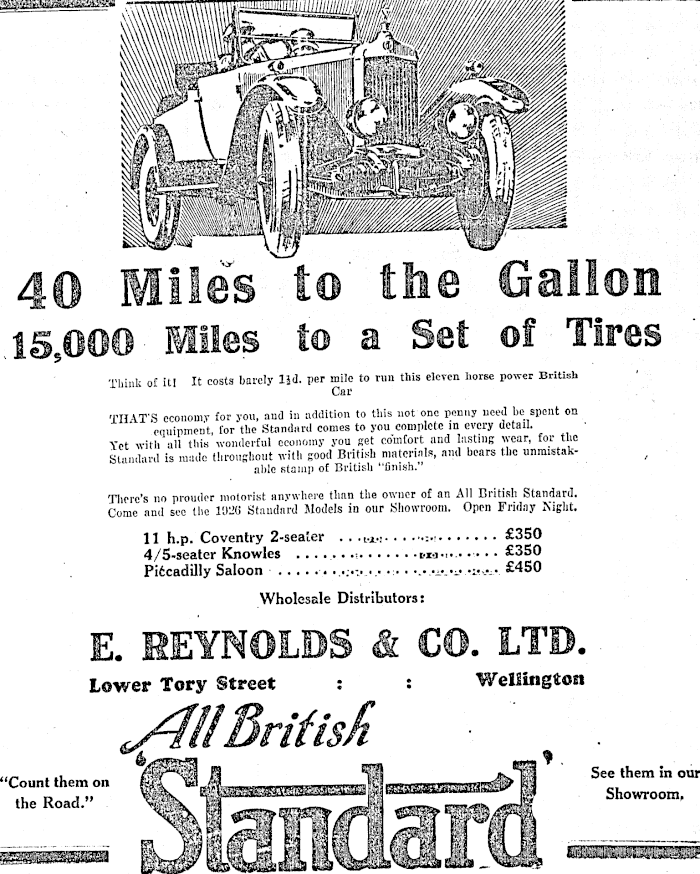 40 Miles to the Gallon
15,000 Miles to a Set of Tires
Think of it! It costs barely 1½d. per mile to run this eleven horse power British
Car
THAT'S economy for you, and in addition to this not one penny need be spent on
equipment, for the Standard comes to you complete in every detail.
Yet with all this wonderful economy you get comfort and lasting wear, for the
Standard is made throughout with good British materials, and bears the unmistak-
able stamp of British "finish."
There's no prouder motorist anywhere than the owner of an All British Standard.
Come and see the 1926 Standard Models in our Showroom. Open Friday Night.
11 h.p. Coventry 2-seater .................... £350
4/5-seater Knowles .................... £350
Piccadilly Saloon .................... £450
Wholesale Distributors:
E. REYNOLDS & CO. LTD.
Lower Tory Street : : Wellington
All British
'Standard'
"Count them on
the Road."
See them in our
Showroom.